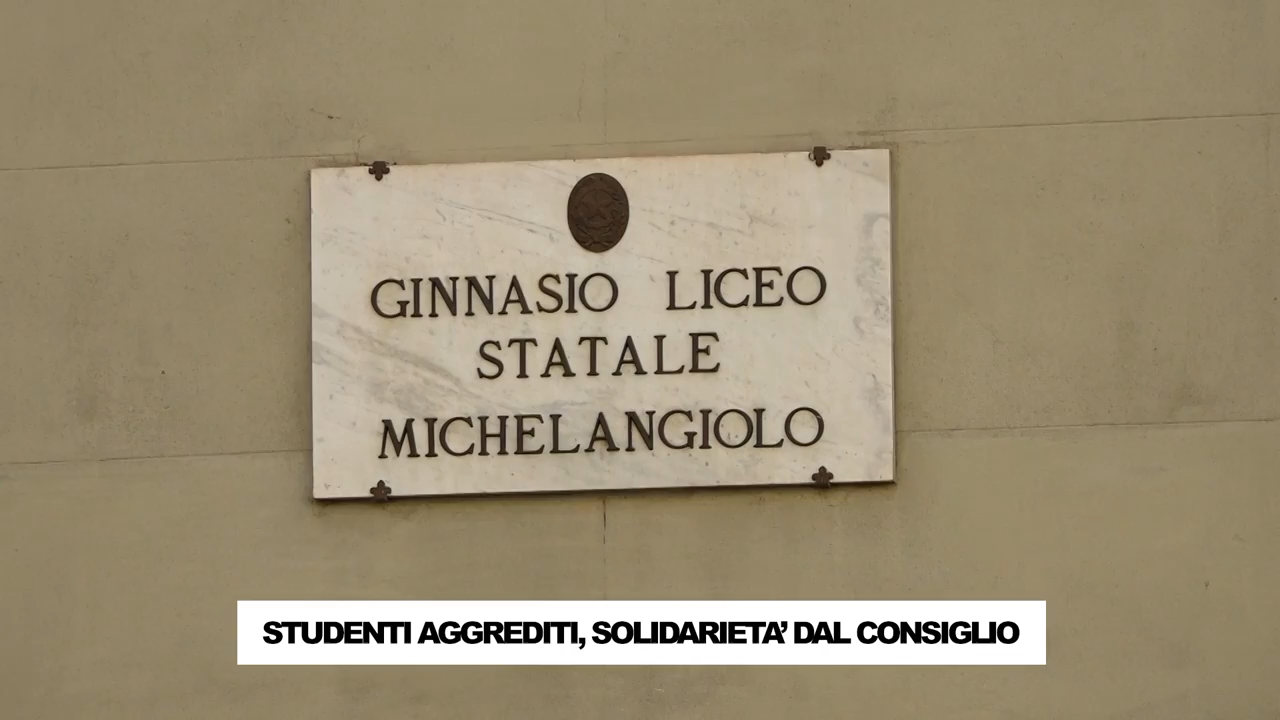 GINNASIO LICEO
STATALE
MICHELANGIOLO
STUDENTI AGGREDITI, SOLIDARIETA' DAL CONSIGLIO